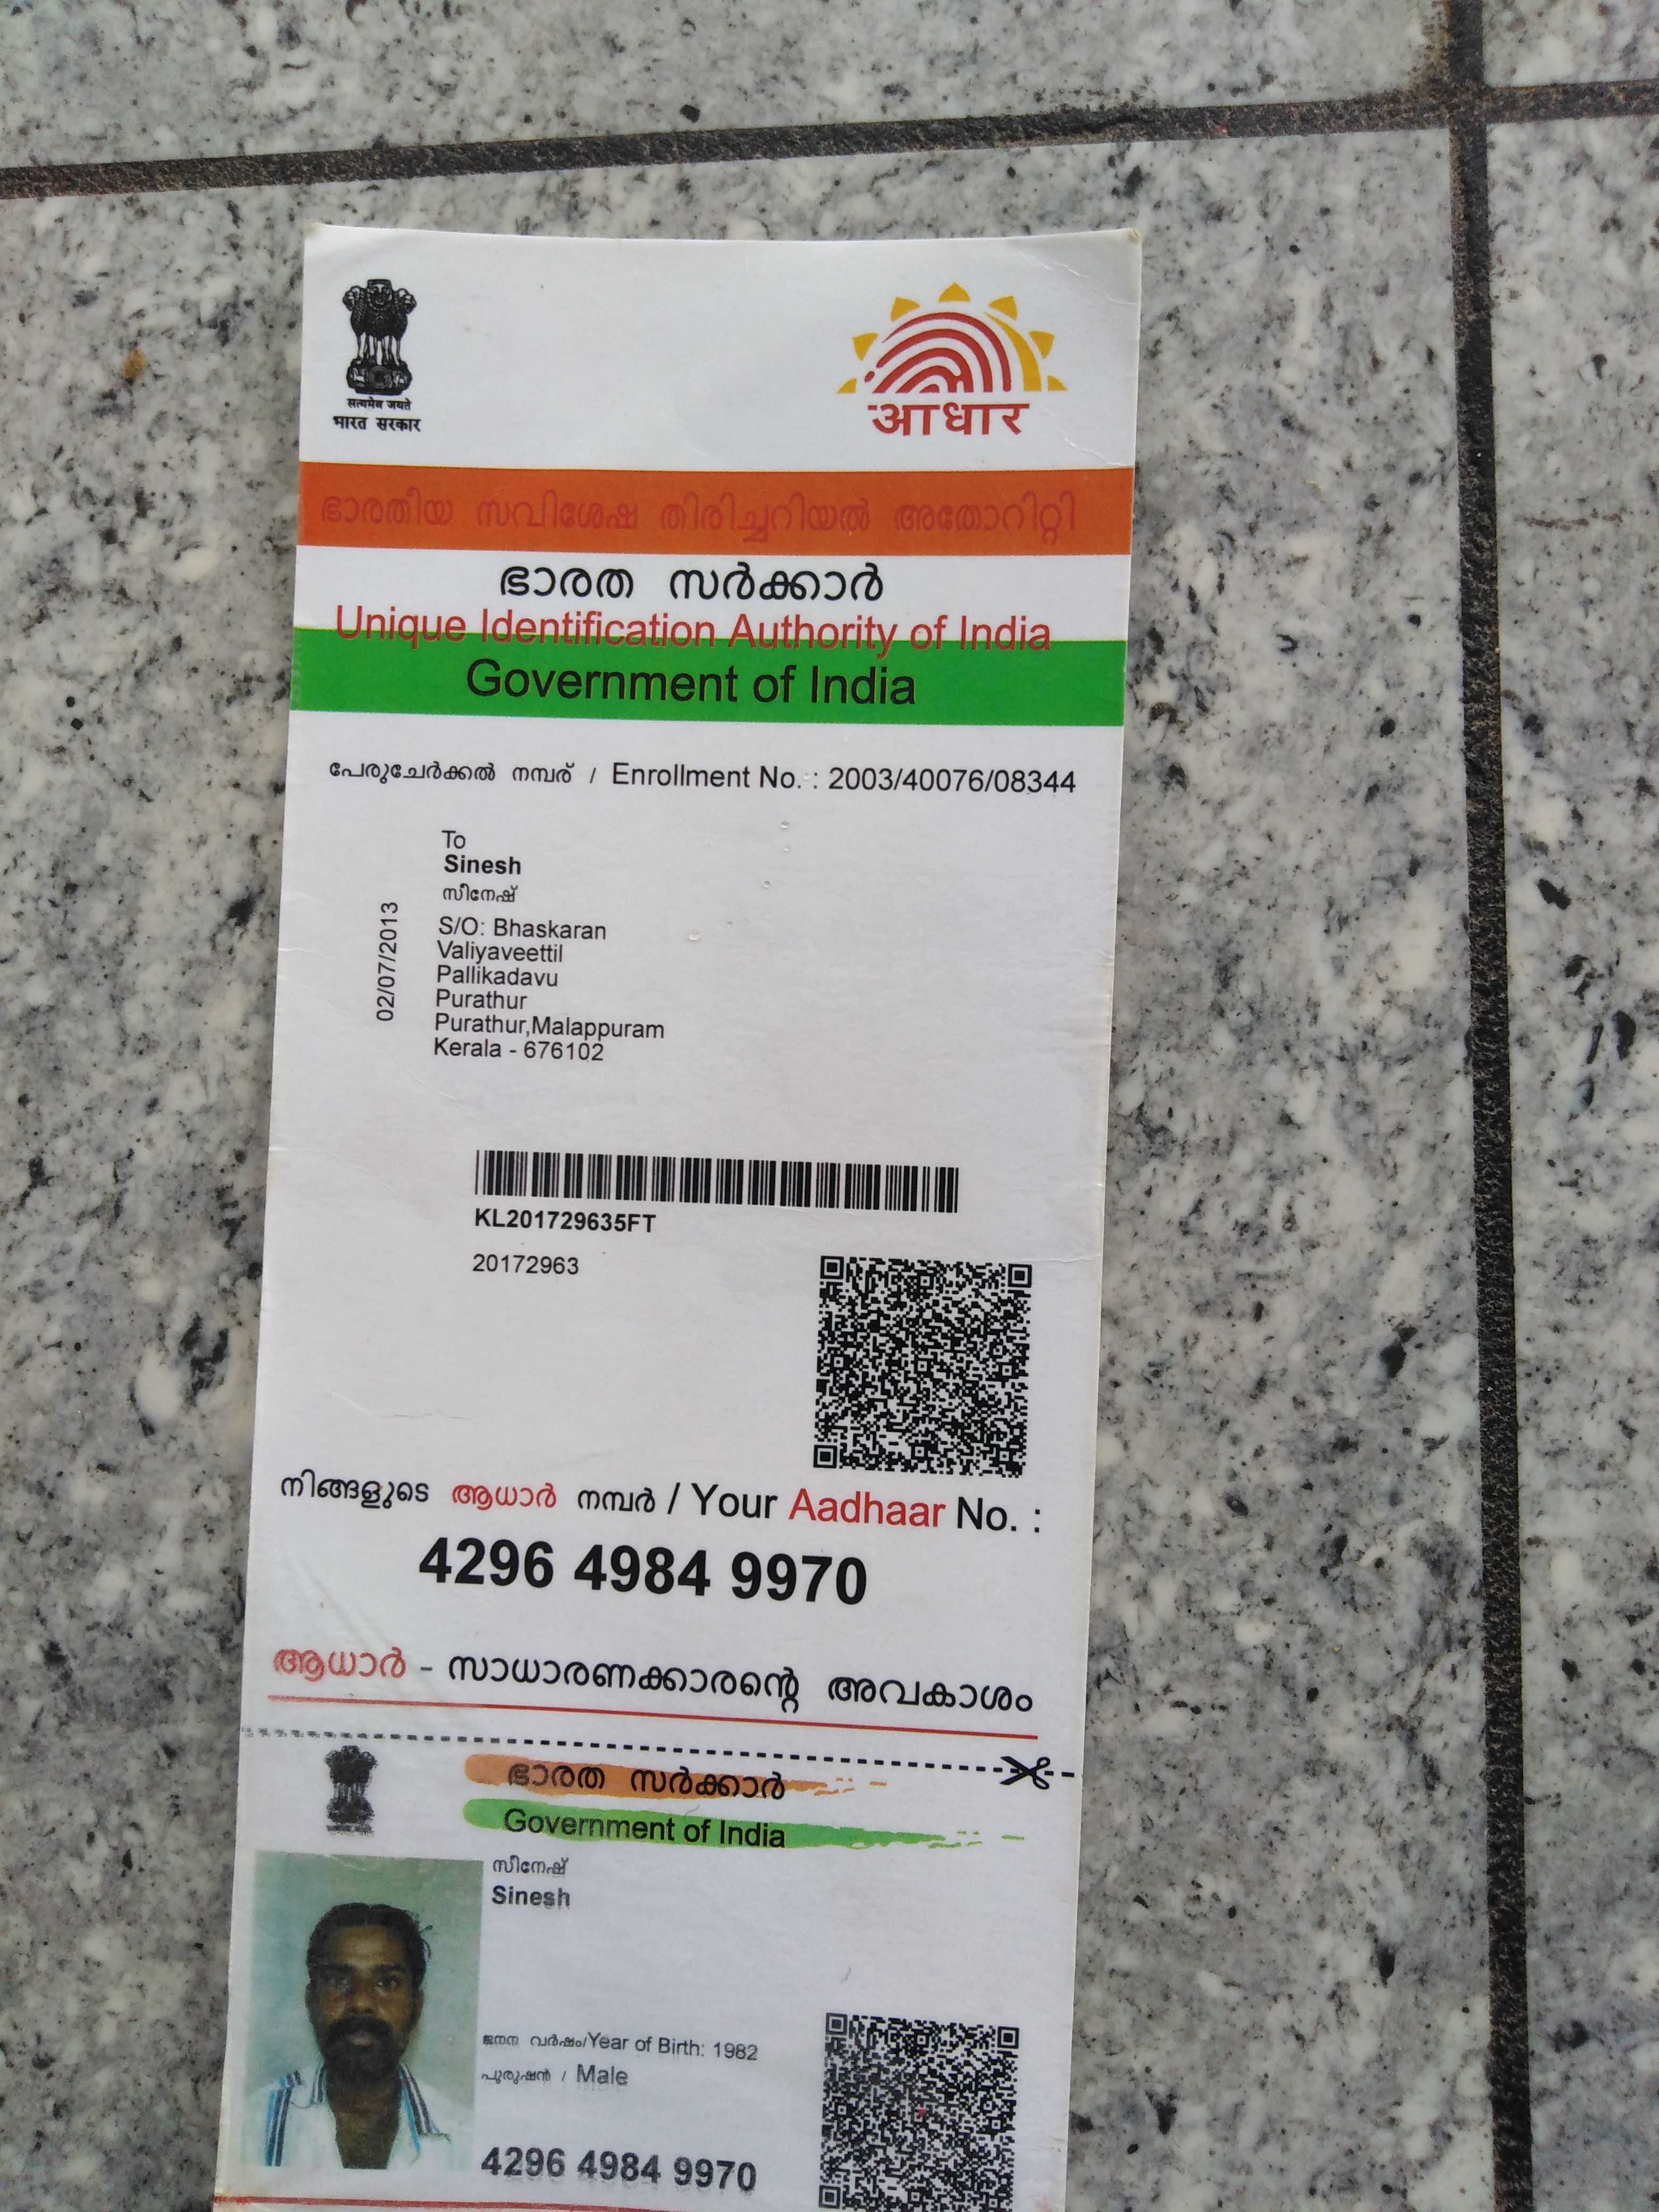 सत्यमेव जयते
भारत सरकार
आधार
ഭാരതീയ സവിശേഷ തിരിച്ചറിയൽ അതോറിറ്റി
ഭാരത സർക്കാർ
Unique Identification Authority of India
Government of India
പേരുചേർക്കൽ നമ്പര് / Enrollment No. : 2003/40076/08344
02/07/2013
To
Sinesh
സീനേഷ്
S/O: Bhaskaran
Valiyaveettil
Pallikadavu
Purathur
Purathur,Malappuram
Kerala - 676102
KL201729635FT
20172963
നിങ്ങളുടെ ആധാർ നമ്പർ / Your Aadhaar No. :
4296 4984 9970
ആധാർ - സാധാരണക്കാരന്റെ അവകാശം
ഭാരത സർക്കാർ
Government of India
സീനേഷ്
Sinesh
ജനന വർഷം/Year of Birth: 1982
പുരുഷൻ / Male
4296 4984 9970